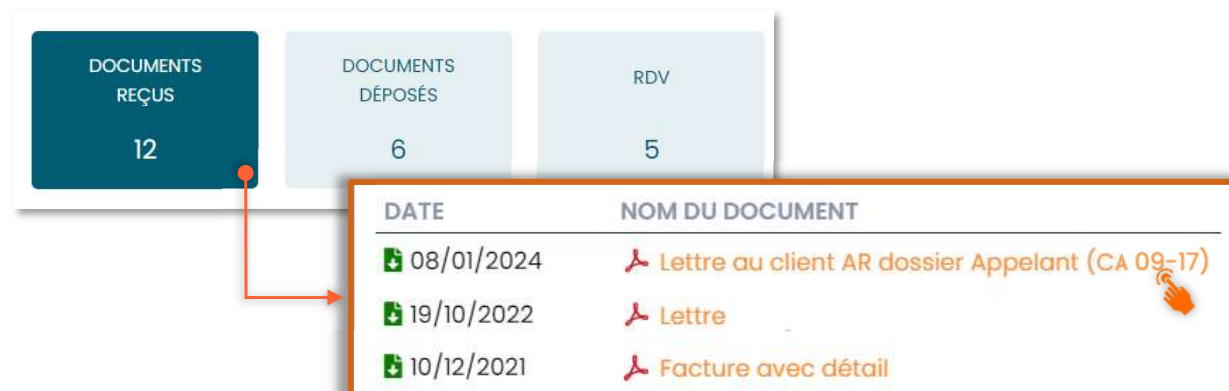 DOCUMENTS
REÇUS
12
DOCUMENTS
DÉPOSÉS
6
RDV
5
DATE NOM DU DOCUMENT
08/01/2024 Lettre au client AR dossier Appelant (CA 09-17)
19/10/2022 Lettre
10/12/2021 Facture avec détail